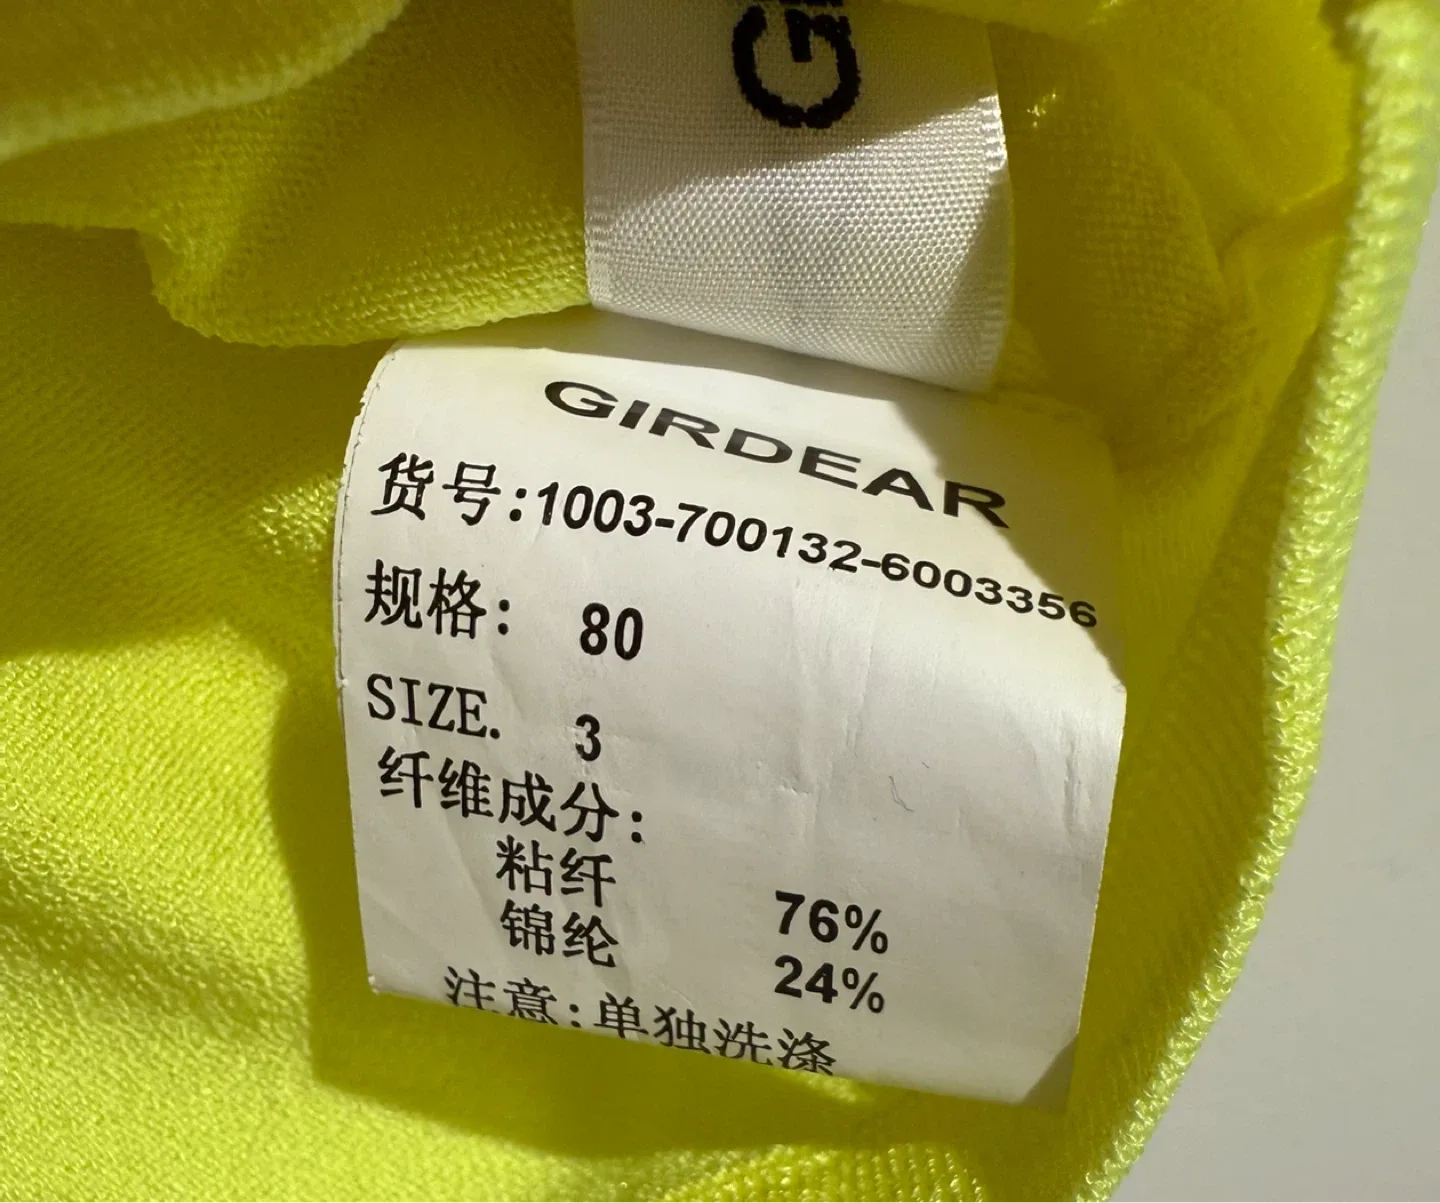 GIRDEAR
货号:1003-700132-6003356
规格: 80
SIZE. 3
纤维成分:
粘纤 76%
锦纶 24%
注意:单独洗涤